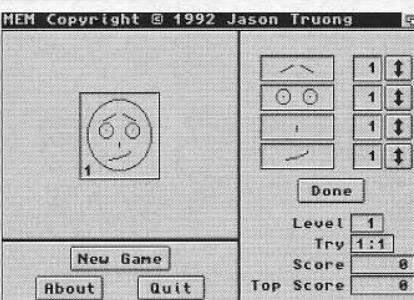 MEM Copyright © 1992 Jason Truong
1
1
1
1
1
Done
Level 1
Try 1:1
Score 0
Top Score 0
New Game
About Quit